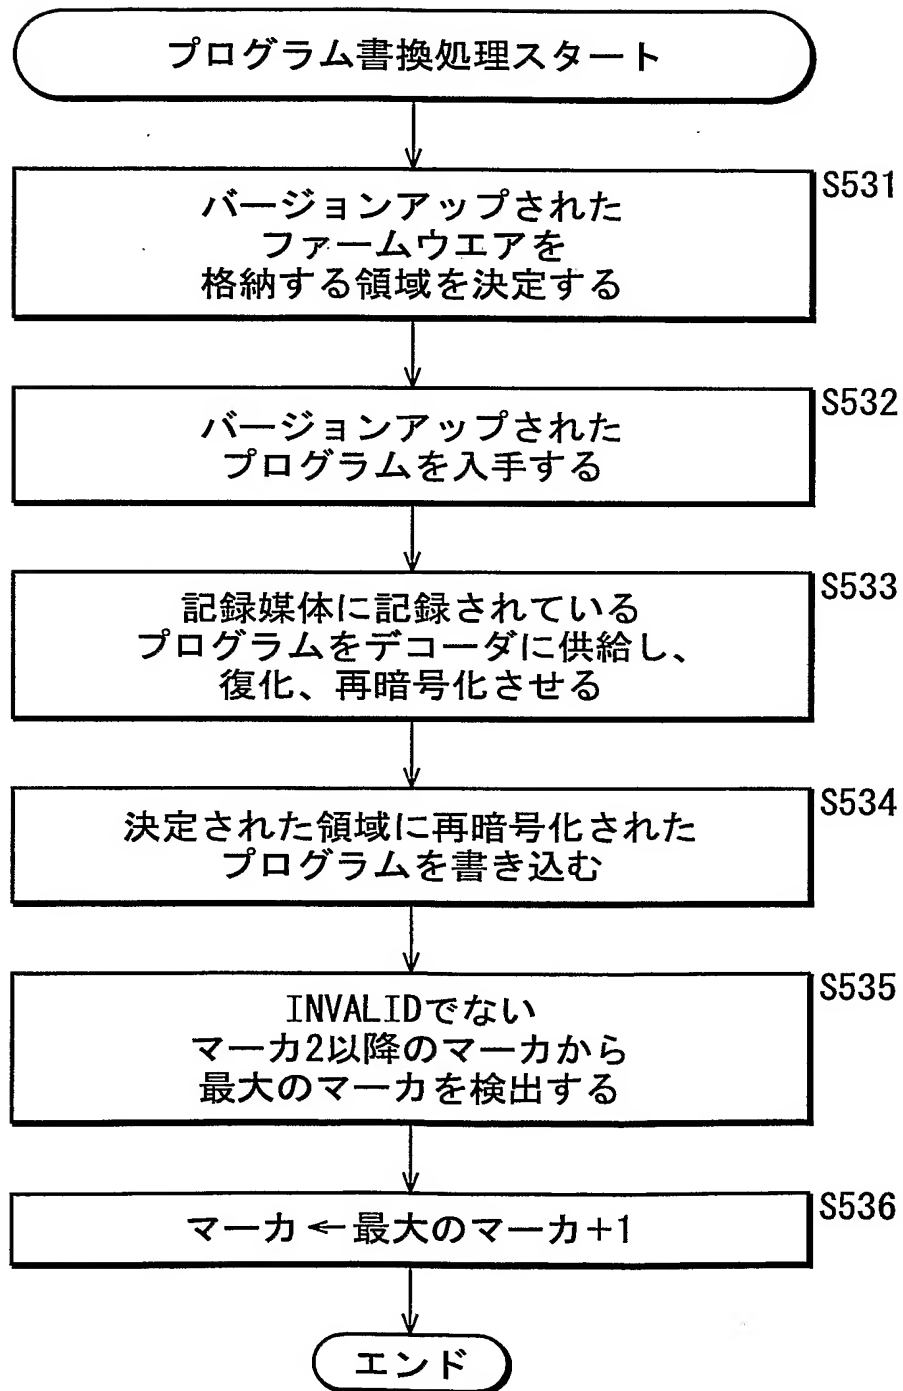 プログラム書換処理スタート
S531
バージョンアップされた
ファームウエアを
格納する領域を決定する
S532
バージョンアップされた
プログラムを入手する
S533
記録媒体に記録されている
プログラムをデコーダに供給し、
復化、再暗号化させる
S534
決定された領域に再暗号化された
プログラムを書き込む
S535
INVALIDでない
マーカ2以降のマーカから
最大のマーカを検出する
S536
マーカ←最大のマーカ+1
エンド